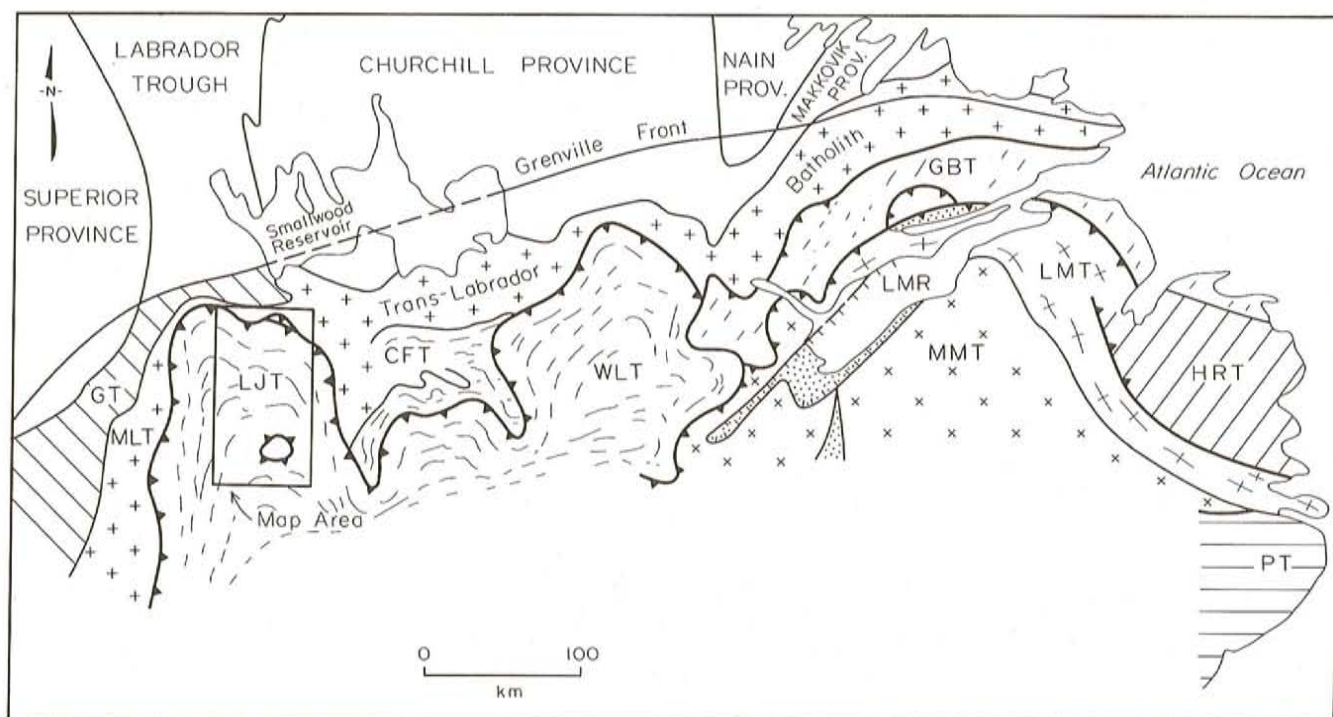 LABRADOR
TROUGH
CHURCHILL PROVINCE
NAIN
PROV.
MAKKOVIK
PROV.
-N-
SUPERIOR
PROVINCE
Smallwood
Reservoir
Grenville Front
Batholith
GBT
Atlantic Ocean
Trans-Labrador
LMR
LMT
GT
LJT
CFT
WLT
MMT
HRT
MLT
Map Area
PT
0 100
km